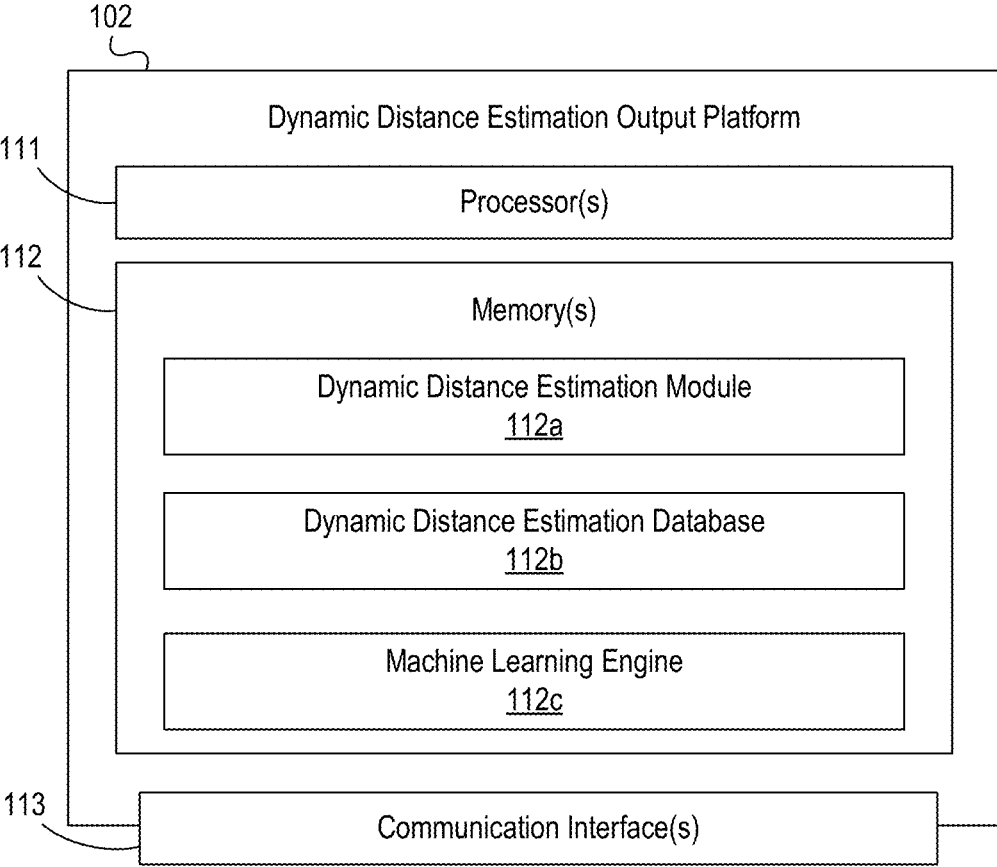 102
Dynamic Distance Estimation Output Platform
111
Processor(s)
112
Memory(s)
Dynamic Distance Estimation Module
112a
Dynamic Distance Estimation Database
112b
Machine Learning Engine
112c
113
Communication Interface(s)